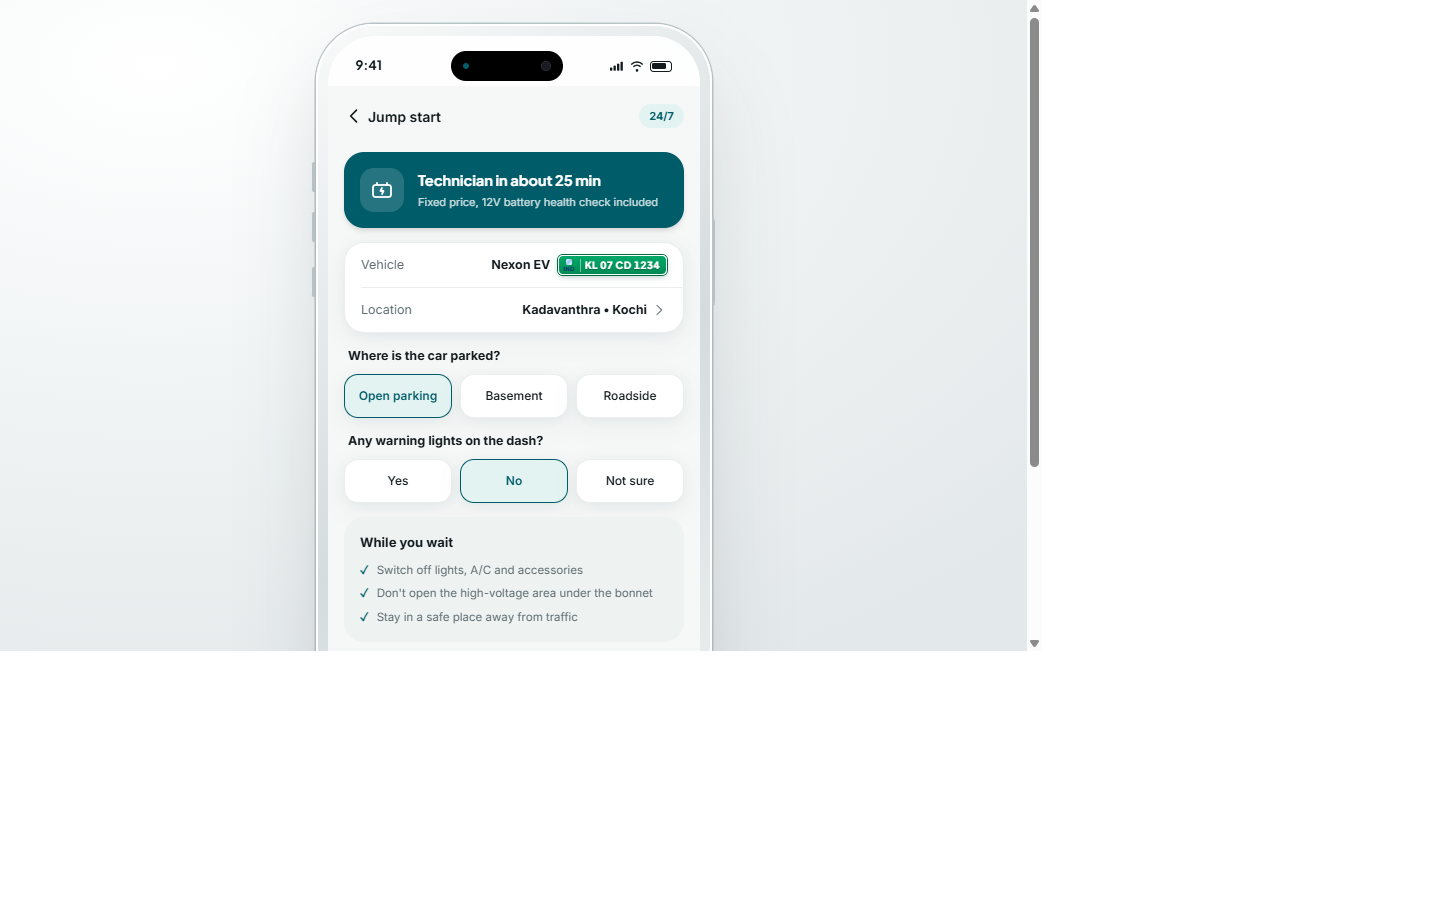 9:41
Jump start
24/7
Technician in about 25 min
Fixed price, 12V battery health check included
Vehicle
Nexon EV
IND
KL 07 CD 1234
Location
Kadavanthra • Kochi
Where is the car parked?
Open parking
Basement
Roadside
Any warning lights on the dash?
Yes
No
Not sure
While you wait
✓ Switch off lights, A/C and accessories
✓ Don't open the high-voltage area under the bonnet
✓ Stay in a safe place away from traffic